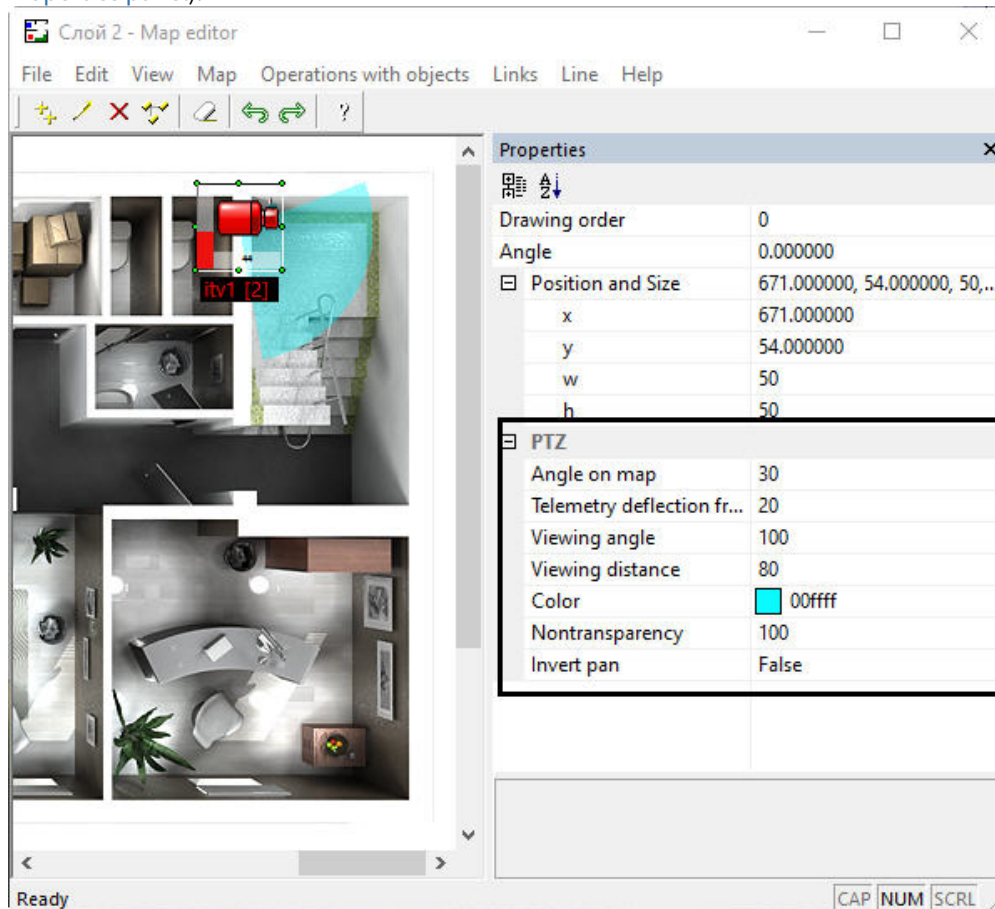 Слой 2 - Map editor
File Edit View Map Operations with objects Links Line Help
?
Properties
Drawing order 0
Angle 0.000000
Position and Size 671.000000, 54.000000, 50,...
x 671.000000
y 54.000000
w 50
h 50
PTZ
Angle on map 30
Telemetry deflection fr... 20
Viewing angle 100
Viewing distance 80
Color 00ffff
Nontransparency 100
Invert pan False
itv1 [2]
Ready CAP NUM SCRL